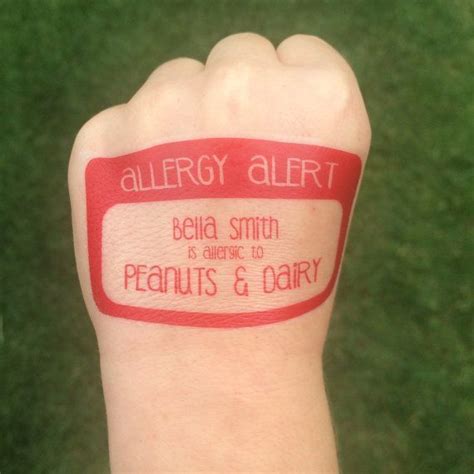 ALLERGY ALERT
Bella Smith
is allergic to
PEANUTS & DAIRY